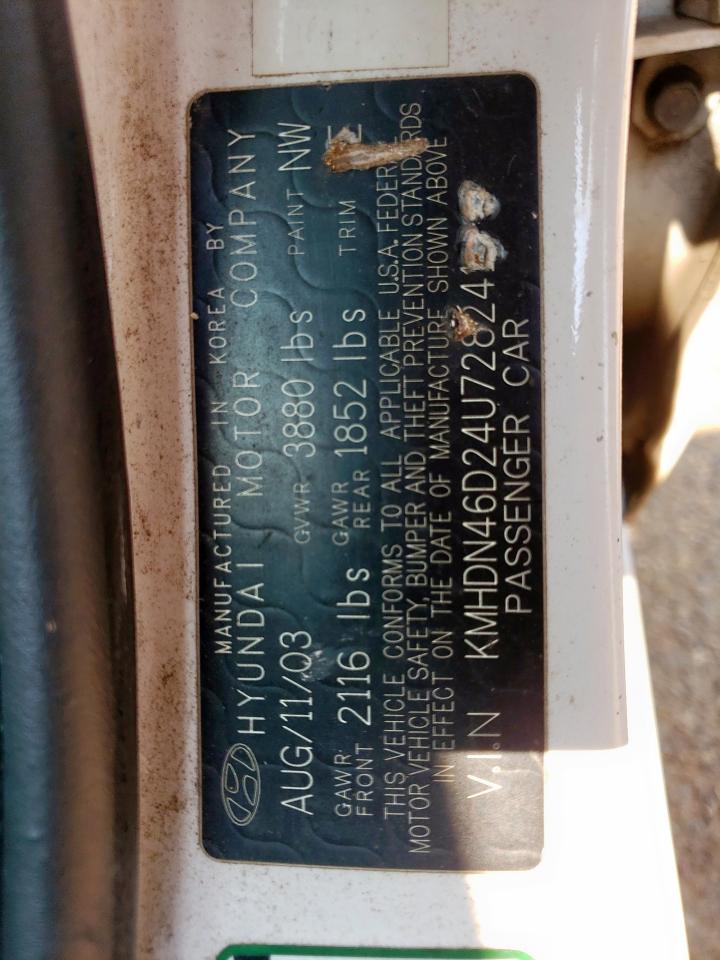 MANUFACTURED IN KOREA BY
HYUNDAI MOTOR COMPANY
AUG/11/03 GVWR 3880 lbs PAINT NW
GAWR FRONT 2116 lbs GAWR REAR 1852 lbs TRIM
THIS VEHICLE CONFORMS TO ALL APPLICABLE U.S.A. FEDERAL
MOTOR VEHICLE SAFETY, BUMPER AND THEFT PREVENTION STANDARDS
IN EFFECT ON THE DATE OF MANUFACTURE SHOWN ABOVE
V.I.N
PASSENGER CAR